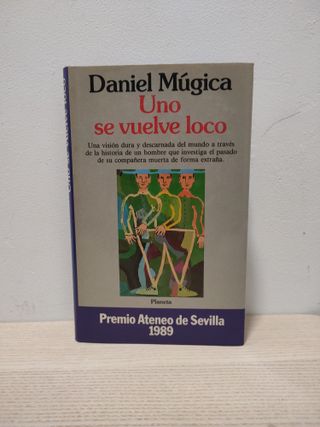 Daniel Múgica
Uno
se vuelve loco
Una visión dura y descarnada del mundo a través
de la historia de un hombre que investiga el pasado
de su compañera muerta de forma extraña.
Planeta
Premio Ateneo de Sevilla
1989